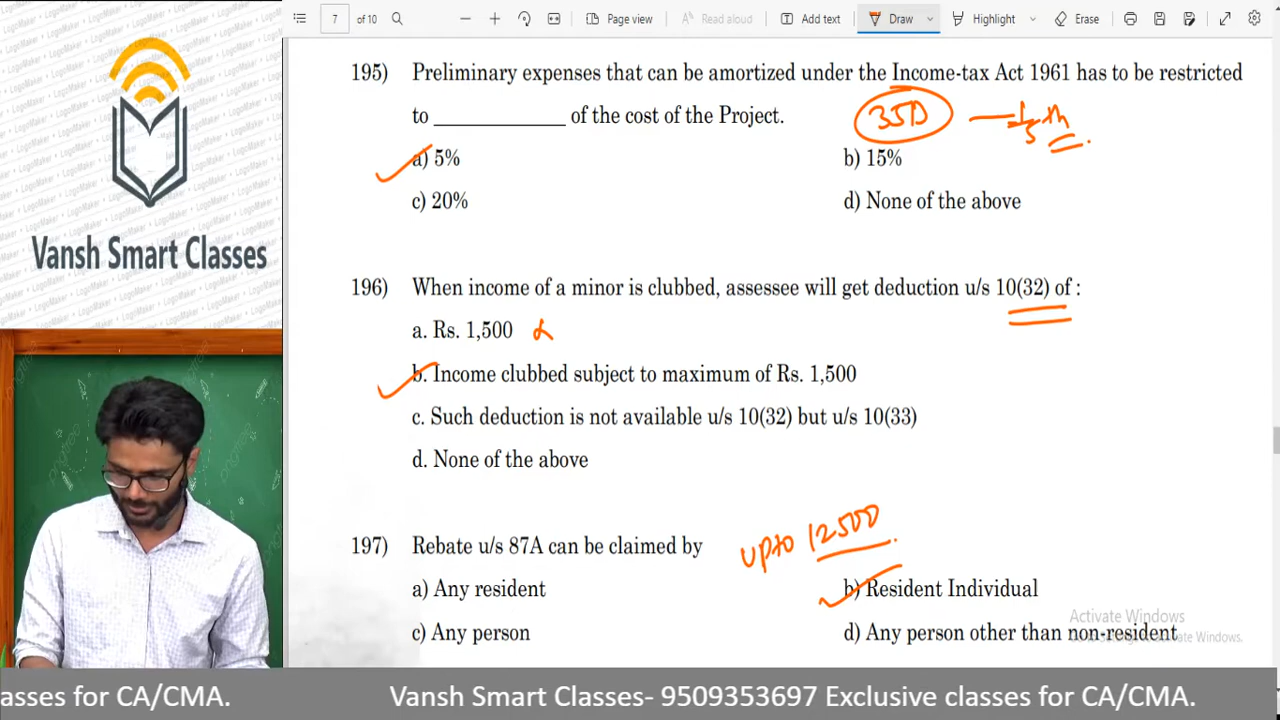 7 of 10
Page view
Read aloud
Add text
Draw
Highlight
Erase
195) Preliminary expenses that can be amortized under the Income-tax Act 1961 has to be restricted
to ____________ of the cost of the Project.
35D — 1/5 th
a) 5% b) 15%
c) 20% d) None of the above
Vansh Smart Classes
196) When income of a minor is clubbed, assessee will get deduction u/s 10(32) of :
a. Rs. 1,500
b. Income clubbed subject to maximum of Rs. 1,500
c. Such deduction is not available u/s 10(32) but u/s 10(33)
d. None of the above
upto 12500
197) Rebate u/s 87A can be claimed by
a) Any resident b) Resident Individual
c) Any person d) Any person other than non-resident
Activate Windows
asses for CA/CMA. Vansh Smart Classes- 9509353697 Exclusive classes for CA/CMA.